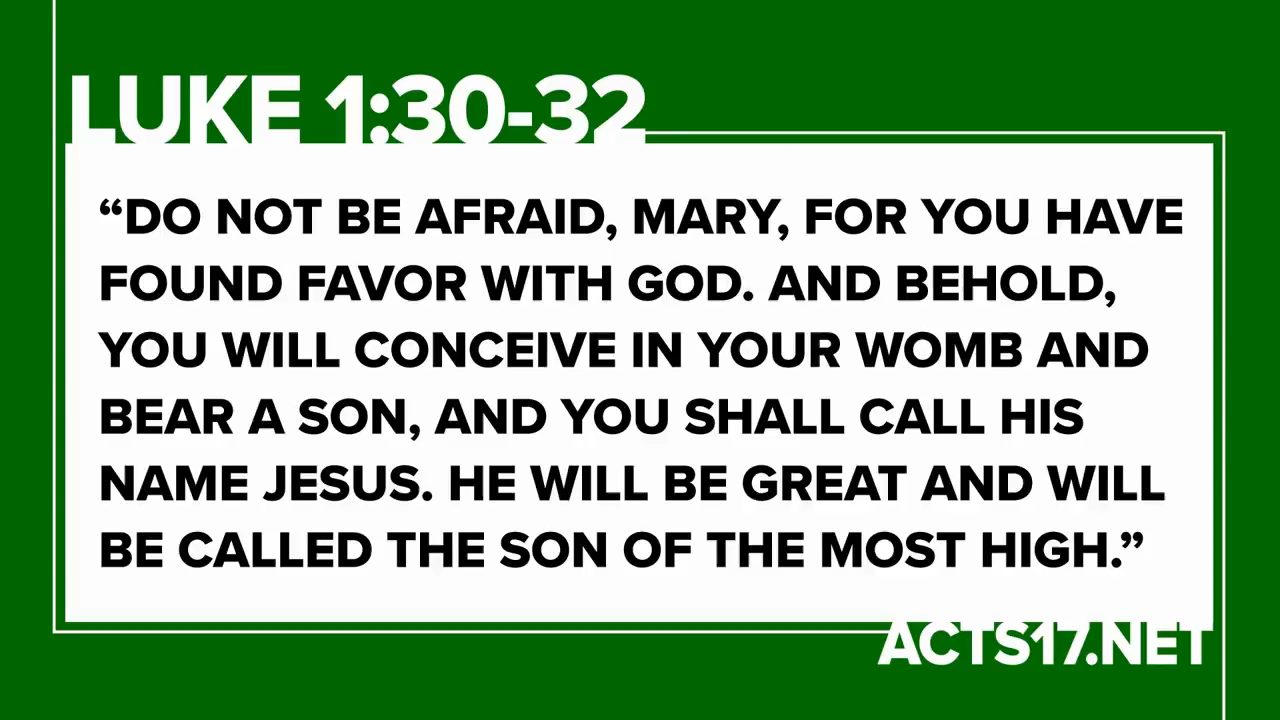 LUKE 1:30-32
“DO NOT BE AFRAID, MARY, FOR YOU HAVE
FOUND FAVOR WITH GOD. AND BEHOLD,
YOU WILL CONCEIVE IN YOUR WOMB AND
BEAR A SON, AND YOU SHALL CALL HIS
NAME JESUS. HE WILL BE GREAT AND WILL
BE CALLED THE SON OF THE MOST HIGH.”
ACTS17.NET